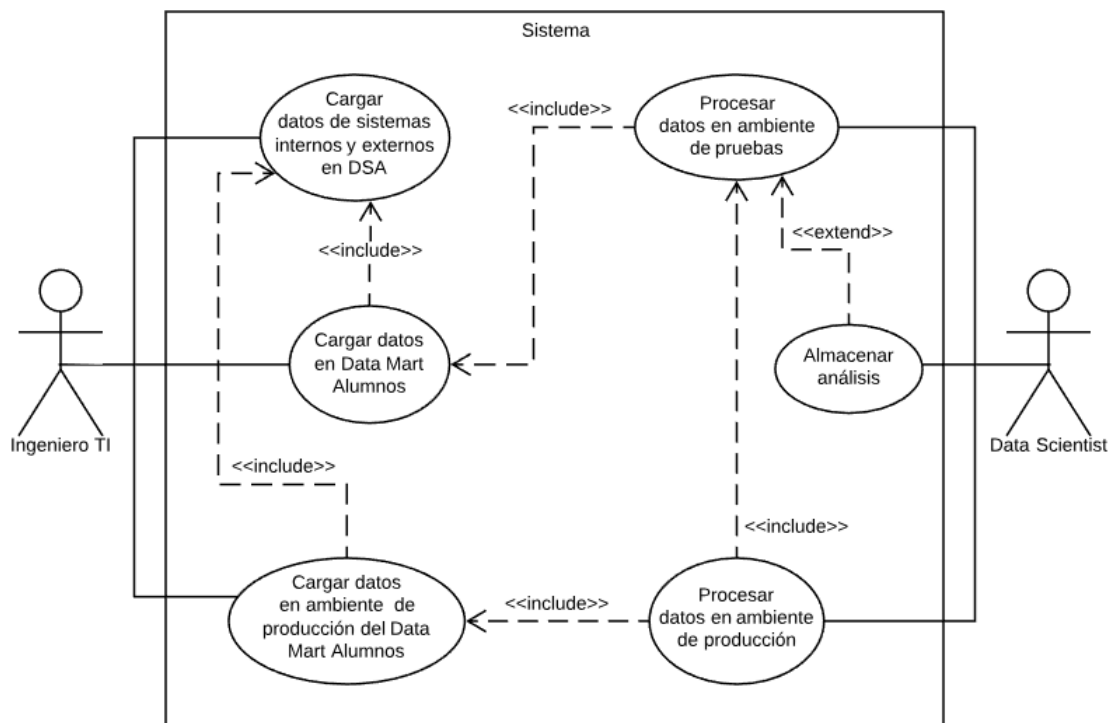 Sistema
Cargar
datos de sistemas
internos y externos
en DSA
<<include>>
Procesar
datos en ambiente
de pruebas
<<include>>
<<extend>>
Cargar datos
en Data Mart
Alumnos
Almacenar
análisis
Ingeniero TI
Data Scientist
<<include>>
<<include>>
Cargar datos
en ambiente de
producción del Data
Mart Alumnos
<<include>>
Procesar
datos en ambiente
de producción